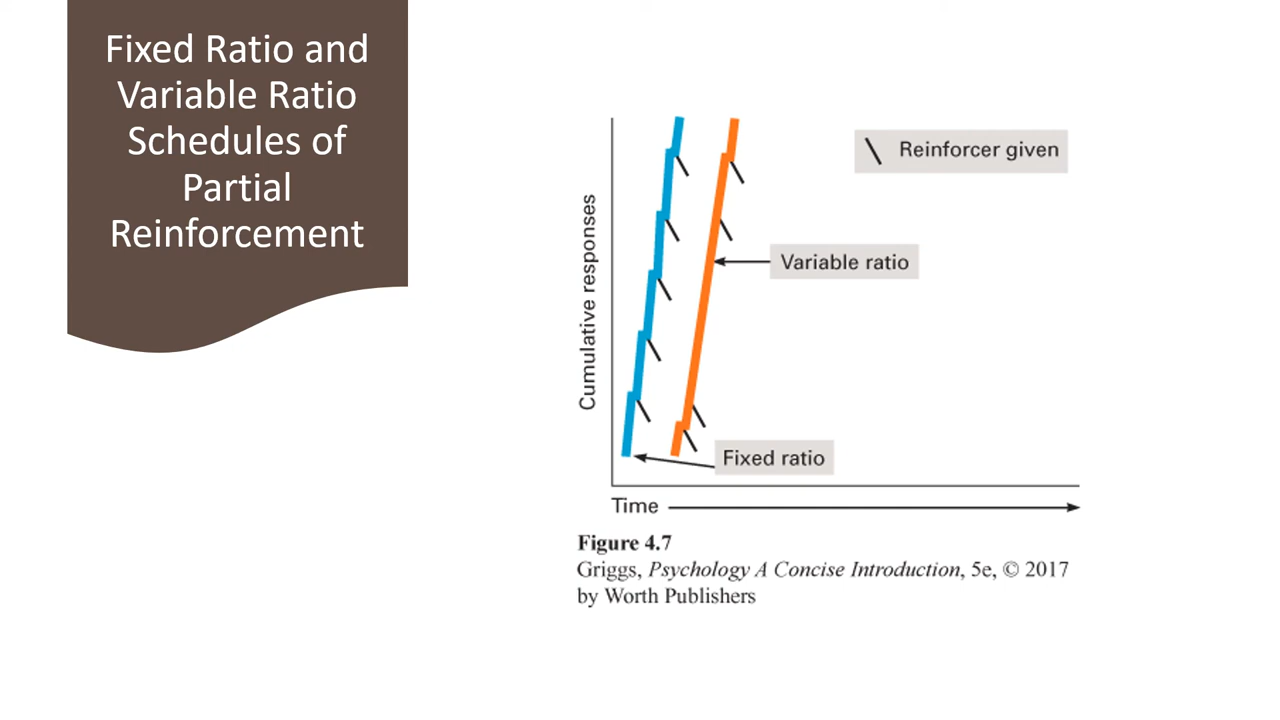 Fixed Ratio and
Variable Ratio
Schedules of
Partial
Reinforcement
Cumulative responses
Reinforcer given
Variable ratio
Fixed ratio
Time
Figure 4.7
Griggs, Psychology A Concise Introduction, 5e, © 2017
by Worth Publishers